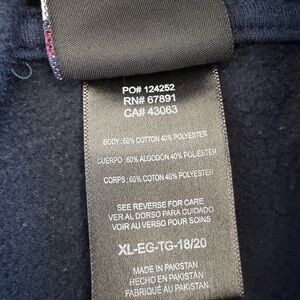 PO# 124252
RN# 67891
CA# 43063
BODY : 60% COTTON 40% POLYESTER
CUERPO : 60% ALGODON 40% POLYESTER
CORPS : 60% COTON 40% POLYESTER
SEE REVERSE FOR CARE
VER AL DORSO PARA CUIDADO
VOIR AU VERSO POUR SOINS
XL-EG-TG-18/20
MADE IN PAKISTAN
HECHO EN PAKISTAN
FABRIQUÉ AU PAKISTAN